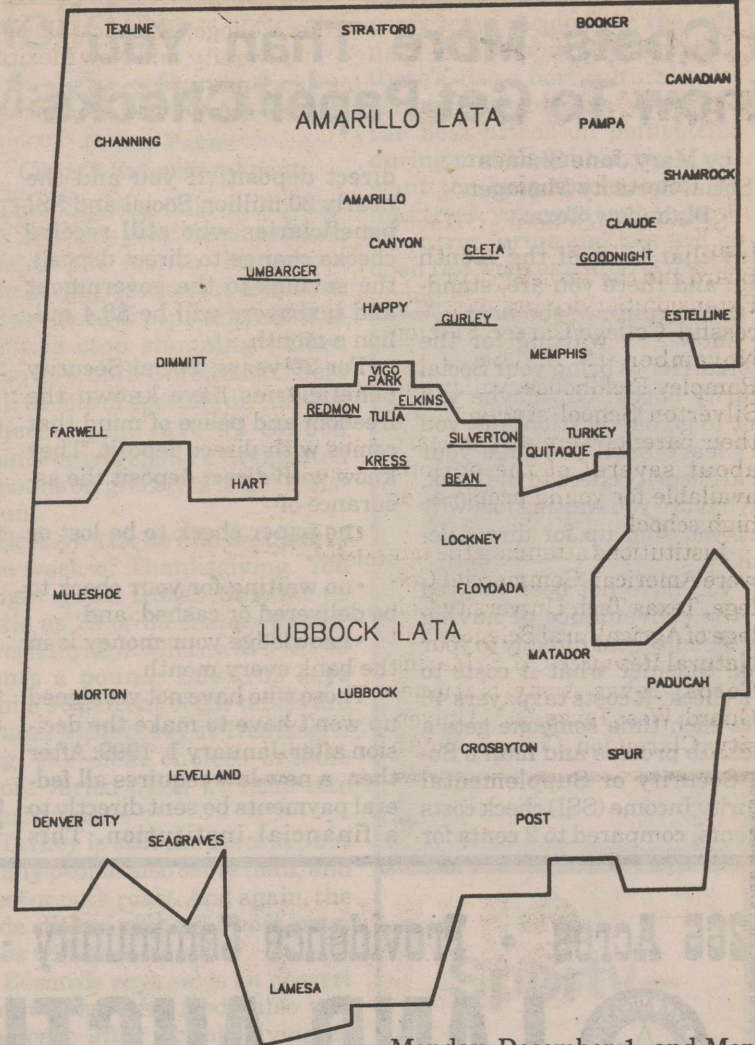 TEXLINE STRATFORD BOOKER
CANADIAN
AMARILLO LATA PAMPA
CHANNING
SHAMROCK
AMARILLO
CLAUDE
CANYON CLETA
GOODNIGHT
UMBARGER
HAPPY GURLEY ESTELLINE
MEMPHIS
DIMMITT
VIGO
PARK
ELKINS
REDMON TULIA
FARWELL SILVERTON TURKEY
QUITAQUE
KRESS
HART BEAN
LOCKNEY
MULESHOE FLOYDADA
LUBBOCK LATA
MATADOR
PADUCAH
MORTON LUBBOCK
CROSBYTON SPUR
LEVELLAND
DENVER CITY POST
SEAGRAVES
LAMESA
Monday, December 1, and